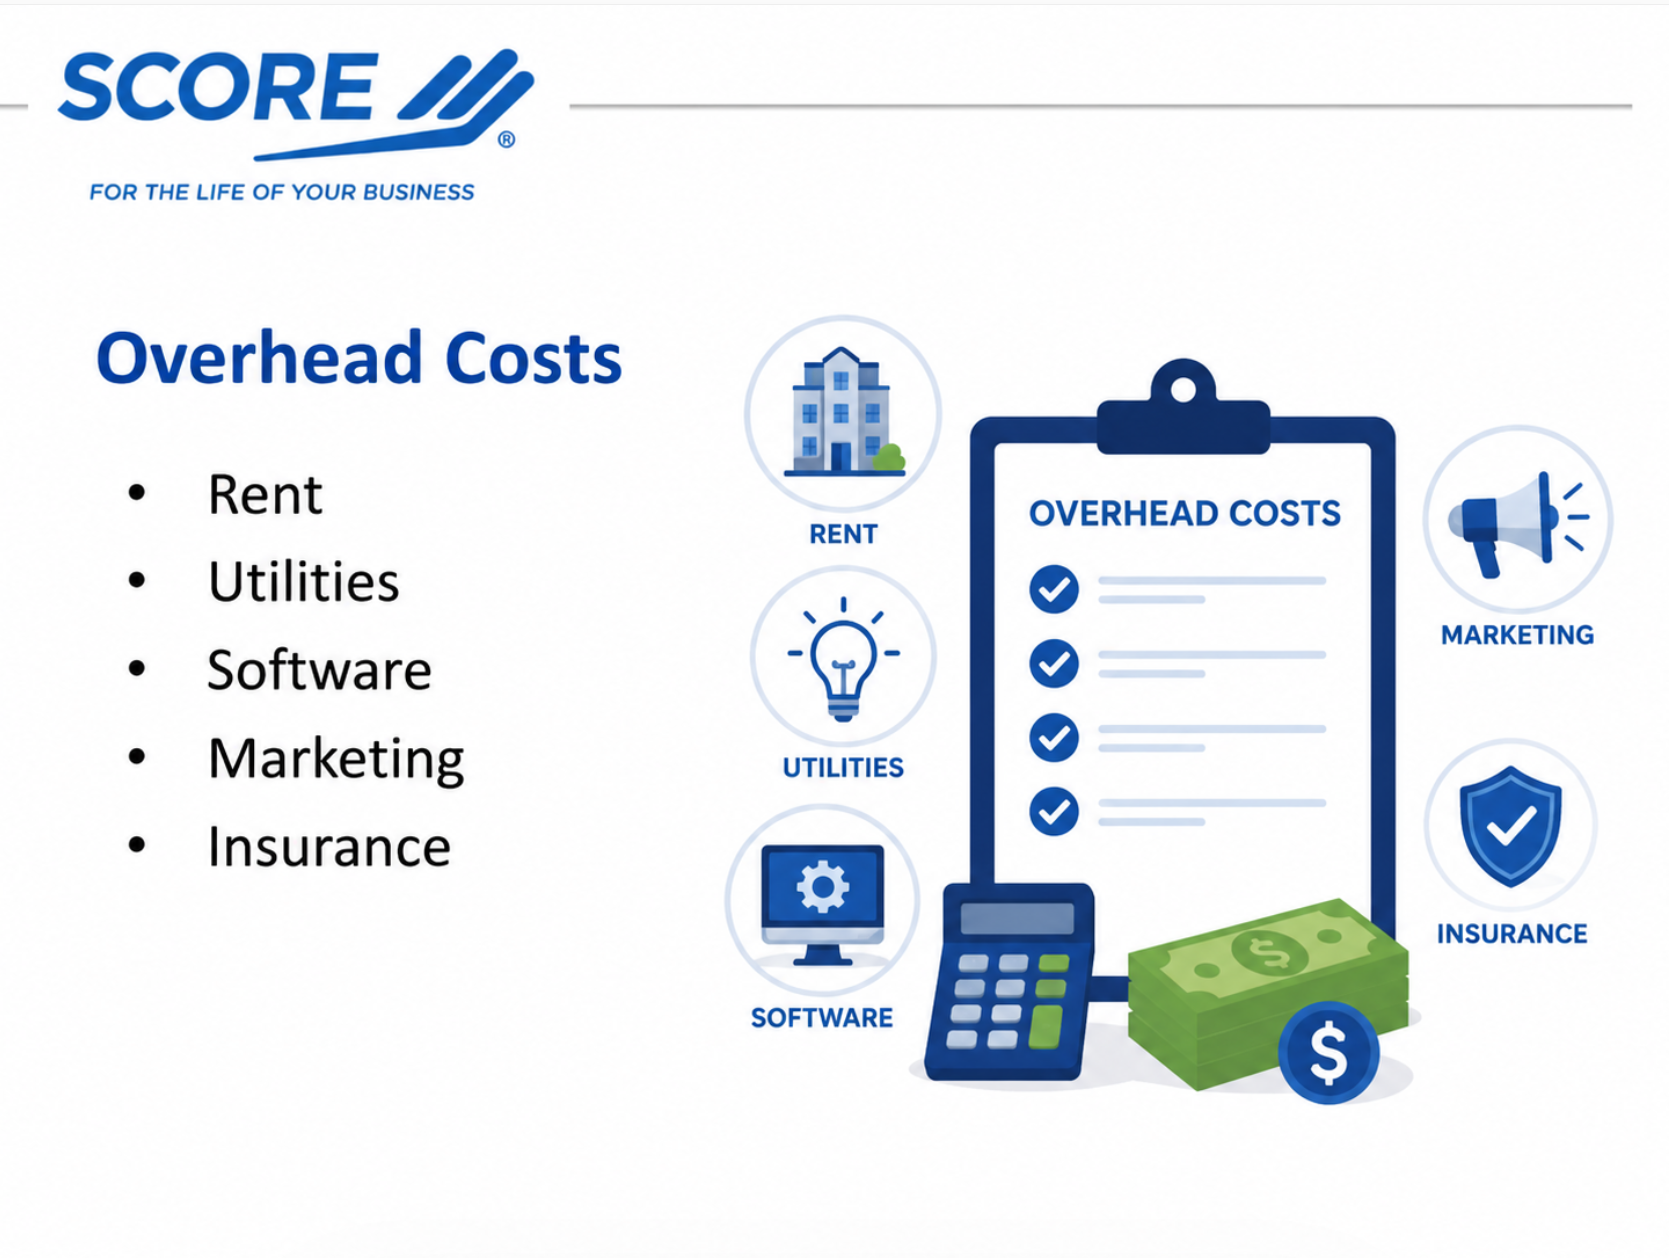 SCORE
®
FOR THE LIFE OF YOUR BUSINESS
Overhead Costs
• Rent
• Utilities
• Software
• Marketing
• Insurance
RENT
UTILITIES
SOFTWARE
OVERHEAD COSTS
$
$
MARKETING
INSURANCE